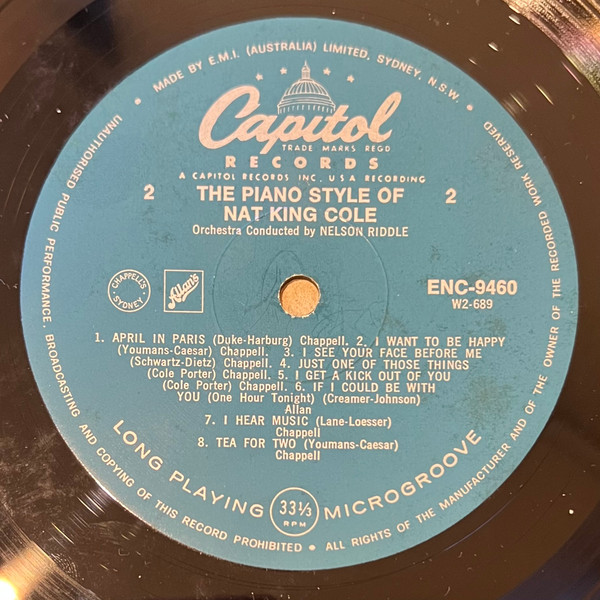 MADE BY E.M.I. (AUSTRALIA) LIMITED, SYDNEY, N.S.W.
Capitol
TRADE MARKS REGD
RECORDS
A CAPITOL RECORDS INC. U.S.A RECORDING
2 THE PIANO STYLE OF 2
NAT KING COLE
Orchestra Conducted by NELSON RIDDLE
CHAPPELL'S SYDNEY
Allan's
ENC-9460
W2-689
1. APRIL IN PARIS (Duke-Harburg) Chappell. 2. I WANT TO BE HAPPY
(Youmans-Caesar) Chappell. 3. I SEE YOUR FACE BEFORE ME
(Schwartz-Dietz) Chappell. 4. JUST ONE OF THOSE THINGS
(Cole Porter) Chappell. 5. I GET A KICK OUT OF YOU
(Cole Porter) Chappell. 6. IF I COULD BE WITH
YOU (One Hour Tonight) (Creamer-Johnson)
Allan
7. I HEAR MUSIC (Lane-Loesser)
Chappell
8. TEA FOR TWO (Youmans-Caesar)
Chappell
LONG PLAYING 33⅓ RPM MICROGROOVE
UNAUTHORISED PUBLIC PERFORMANCE, BROADCASTING AND COPYING OF THIS RECORD PROHIBITED • ALL RIGHTS OF THE MANUFACTURER AND OF THE OWNER OF THE RECORDED WORK RESERVED